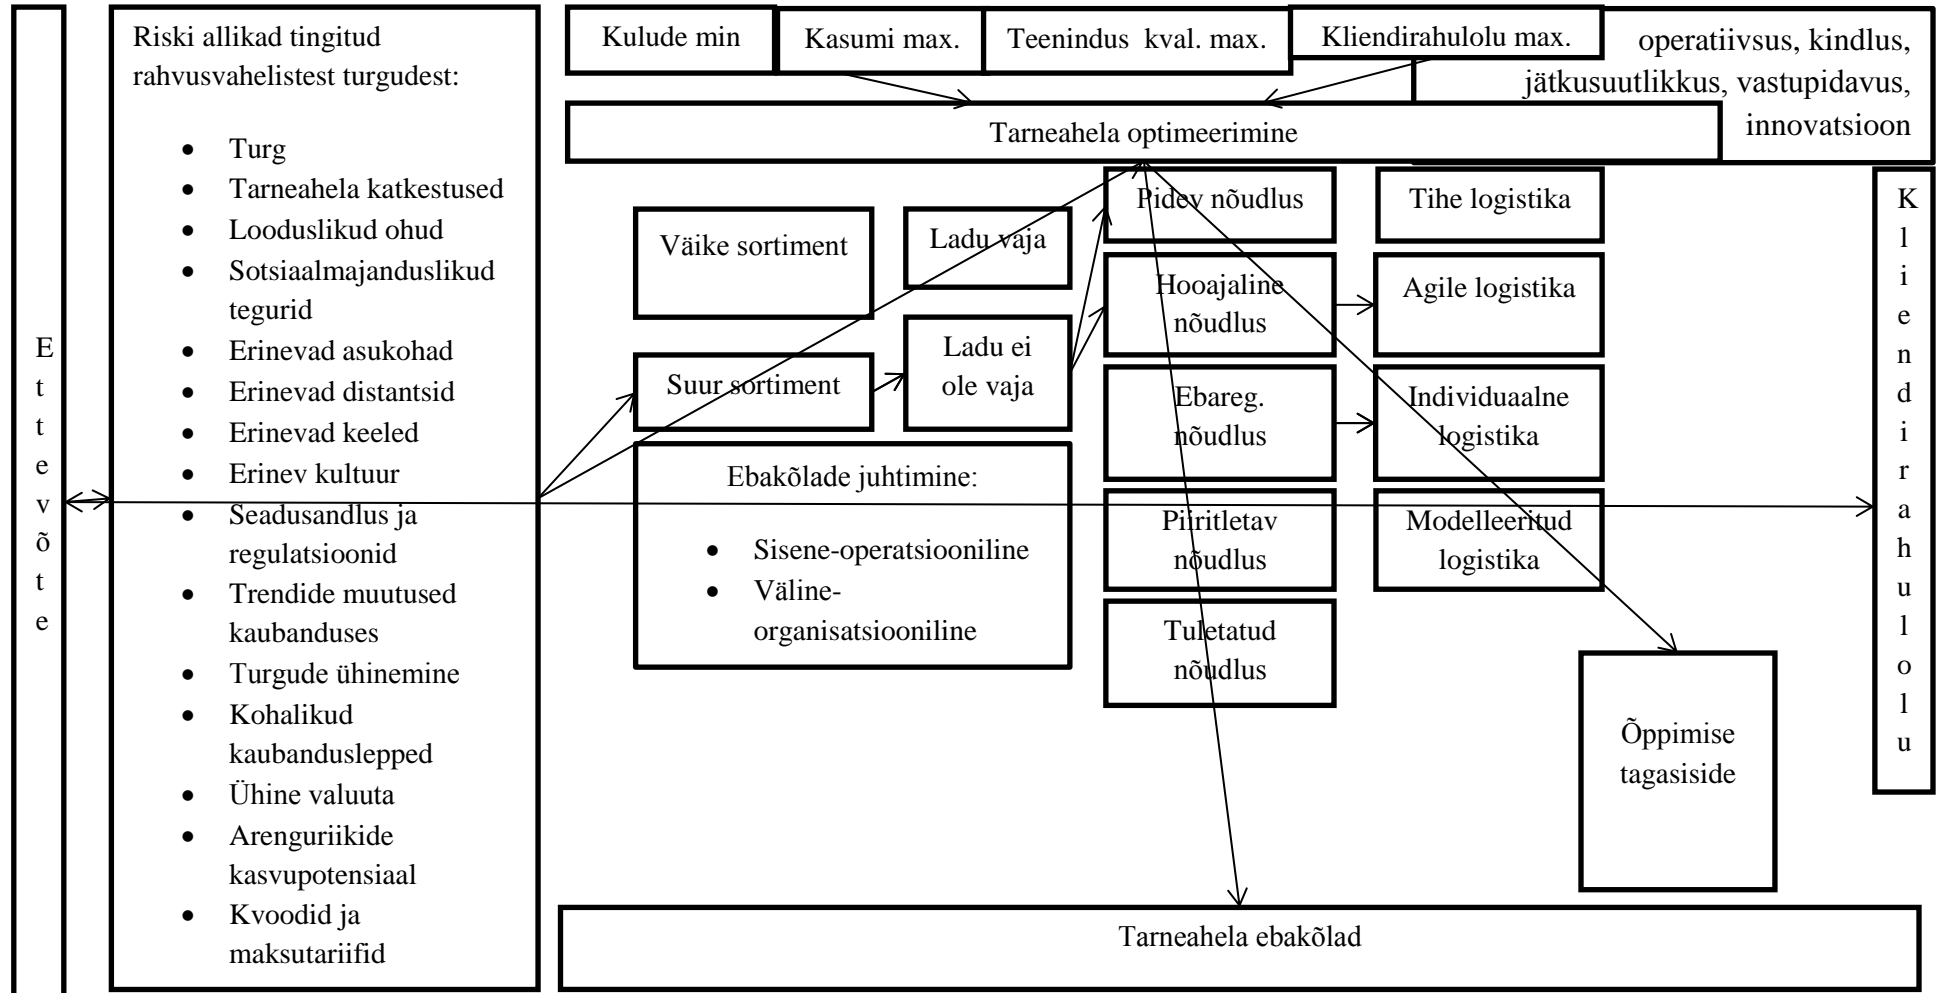 E
t
t
e
v
õ
t
e
Riski allikad tingitud
rahvusvahelistest turgudest:
• Turg
• Tarneahela katkestused
• Looduslikud ohud
• Sotsiaalmajanduslikud
tegurid
• Erinevad asukohad
• Erinevad distantsid
• Erinevad keeled
• Erinev kultuur
• Seadusandlus ja
regulatsioonid
• Trendide muutused
kaubanduses
• Turgude ühinemine
• Kohalikud
kaubanduslepped
• Ühine valuuta
• Arenguriikide
kasvupotensiaal
• Kvoodid ja
maksutariifid
Kulude min
Kasumi max.
Teenindus kval. max.
Kliendirahulolu max.
operatiivsus, kindlus,
jätkusuutlikkus, vastupidavus,
innovatsioon
Tarneahela optimeerimine
Väike sortiment
Suur sortiment
Ladu vaja
Ladu ei
ole vaja
Ebakõlade juhtimine:
• Sisene-operatsiooniline
• Väline-
organisatsiooniline
Pidev nõudlus
Hooajaline
nõudlus
Ebareg.
nõudlus
Piiritletav
nõudlus
Tuletatud
nõudlus
Tihe logistika
Agile logistika
Individuaalne
logistika
Modelleeritud
logistika
Õppimise
tagasiside
K
l
i
e
n
d
i
r
a
h
u
l
o
l
u
Tarneahela ebakõlad